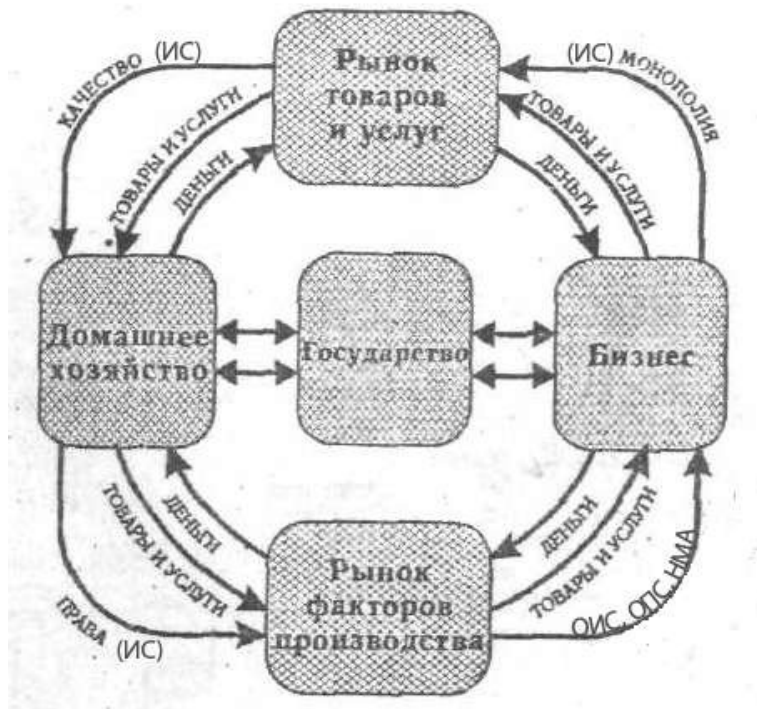 Рынок
товаров
и услуг
КАЧЕСТВО (ИС)
ТОВАРЫ И УСЛУГИ
ДЕНЬГИ
(ИС) МОНОПОЛИЯ
ТОВАРЫ И УСЛУГИ
ДЕНЬГИ
Домашнее
хозяйство
Государство
Бизнес
ДЕНЬГИ
ТОВАРЫ И УСЛУГИ
ПРАВА (ИС)
Рынок
факторов
производства
ДЕНЬГИ
ТОВАРЫ И УСЛУГИ
ОИС, ОПС, НМА